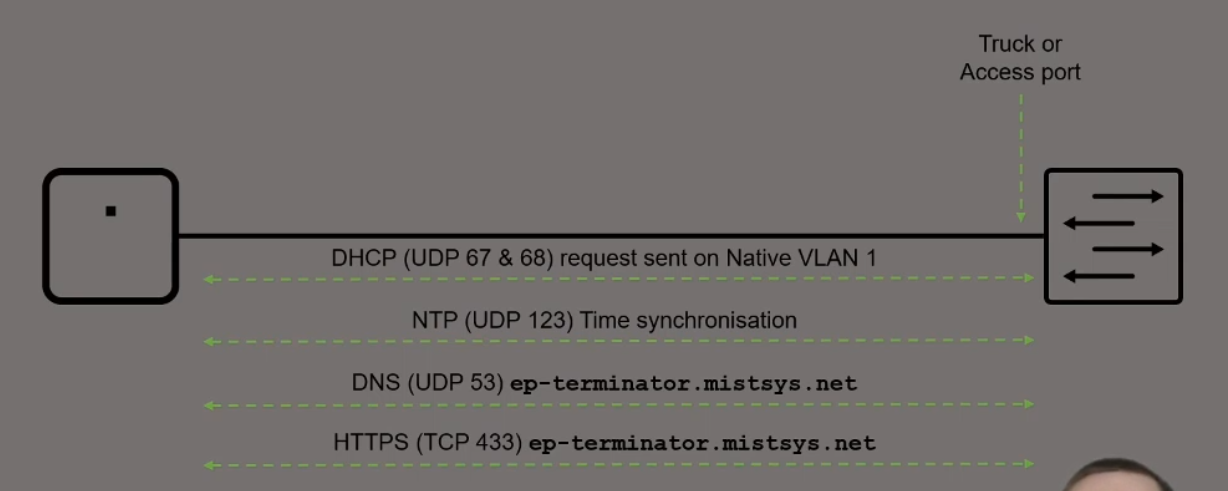 Truck or
Access port
DHCP (UDP 67 & 68) request sent on Native VLAN 1
NTP (UDP 123) Time synchronisation
DNS (UDP 53) ep-terminator.mistsys.net
HTTPS (TCP 433) ep-terminator.mistsys.net